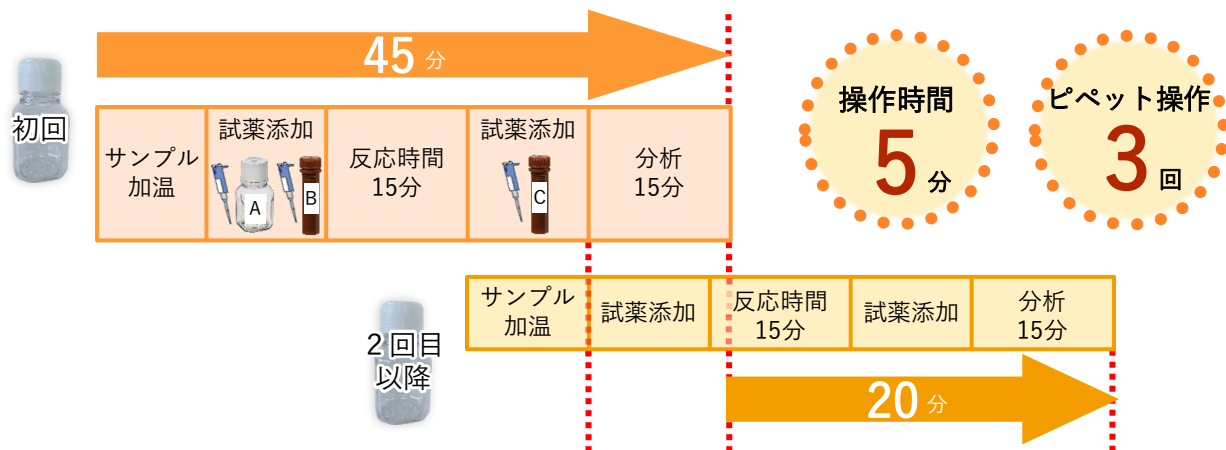 45 分
初回
サンプル
加温
試薬添加
A
B
反応時間
15分
試薬添加
C
分析
15分
操作時間
5 分
ピペット操作
3 回
2回目
以降
サンプル
加温
試薬添加
反応時間
15分
試薬添加
分析
15分
20 分